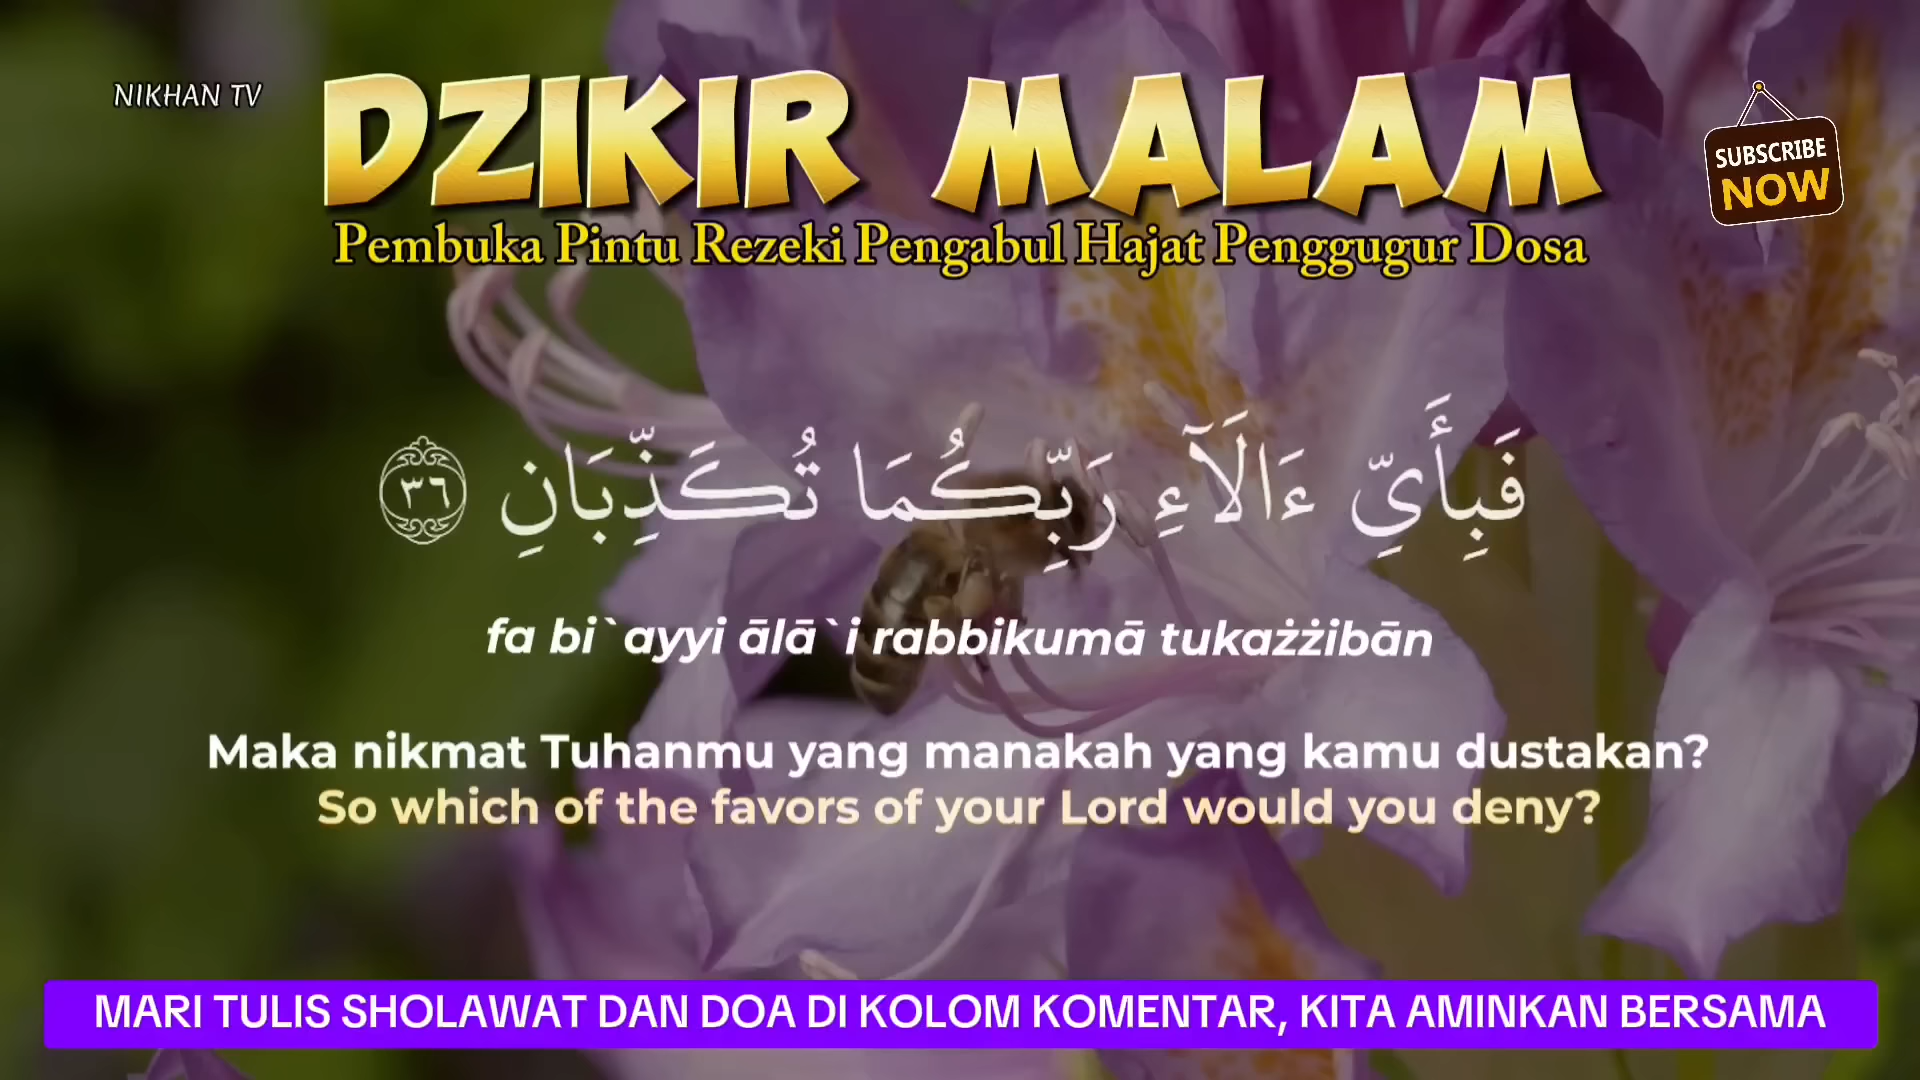 NIKHAN TV
DZIKIR MALAM
SUBSCRIBE
NOW
Pembuka Pintu Rezeki Pengabul Hajat Penggugur Dosa
فَبِأَيِّ ءَالَآءِ رَبِّكُمَا تُكَذِّبَانِ ٣٦
fa bi`ayyi ālā`i rabbikumā tukażżibān
Maka nikmat Tuhanmu yang manakah yang kamu dustakan?
So which of the favors of your Lord would you deny?
MARI TULIS SHOLAWAT DAN DOA DI KOLOM KOMENTAR, KITA AMINKAN BERSAMA